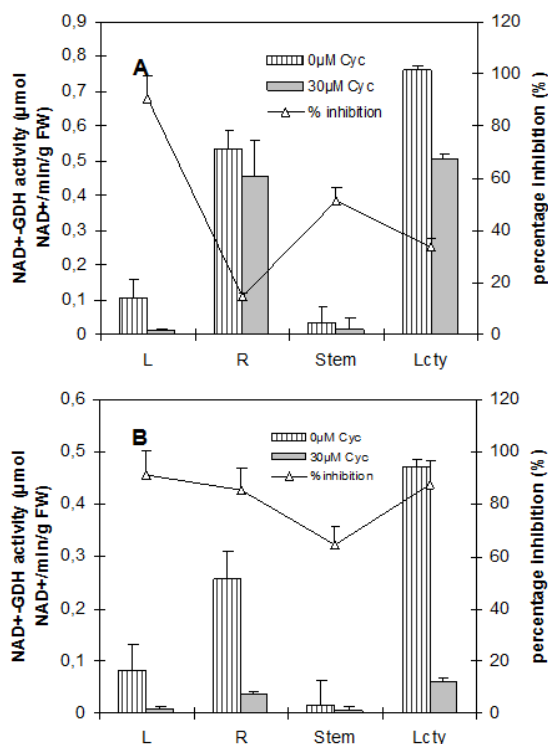 0,9
0,8
0,7
0,6
0,5
0,4
0,3
0,2
0,1
0
NAD+-GDH activity (µmol
NAD+/min/g FW)
A
0µM Cyc
30µM Cyc
% inhibition
120
100
80
60
40
20
0
percentage Inhibition (%)
L R Stem Lcty
0,6
0,5
0,4
0,3
0,2
0,1
0
NAD+-GDH activity (µmol
NAD+/min/g FW)
B
0µM Cyc
30µM Cyc
% inhibition
120
100
80
60
40
20
0
percentage Inhibition (%)
L R Stem Lcty